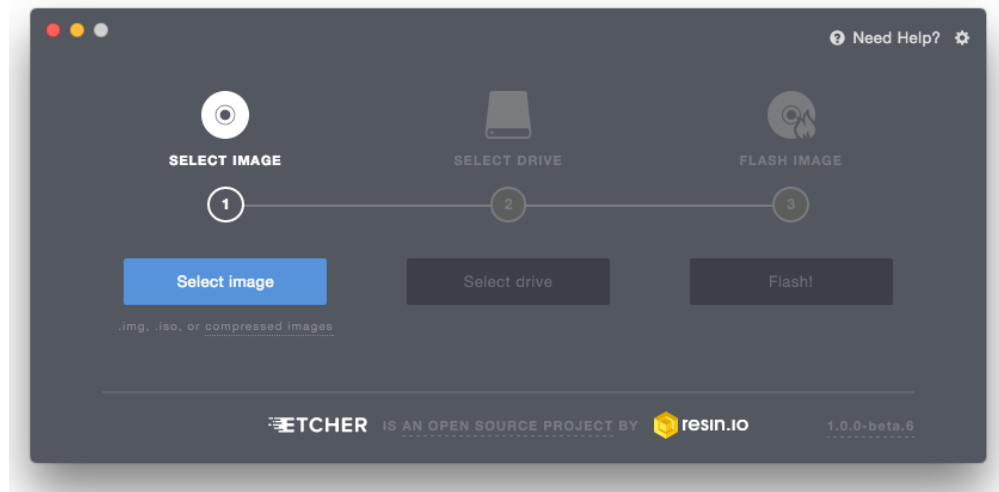 Need Help?
SELECT IMAGE
SELECT DRIVE
FLASH IMAGE
1
2
3
Select image
Select drive
Flash!
.img, .iso, or compressed images
ETCHER IS AN OPEN SOURCE PROJECT BY resin.io 1.0.0-beta.6